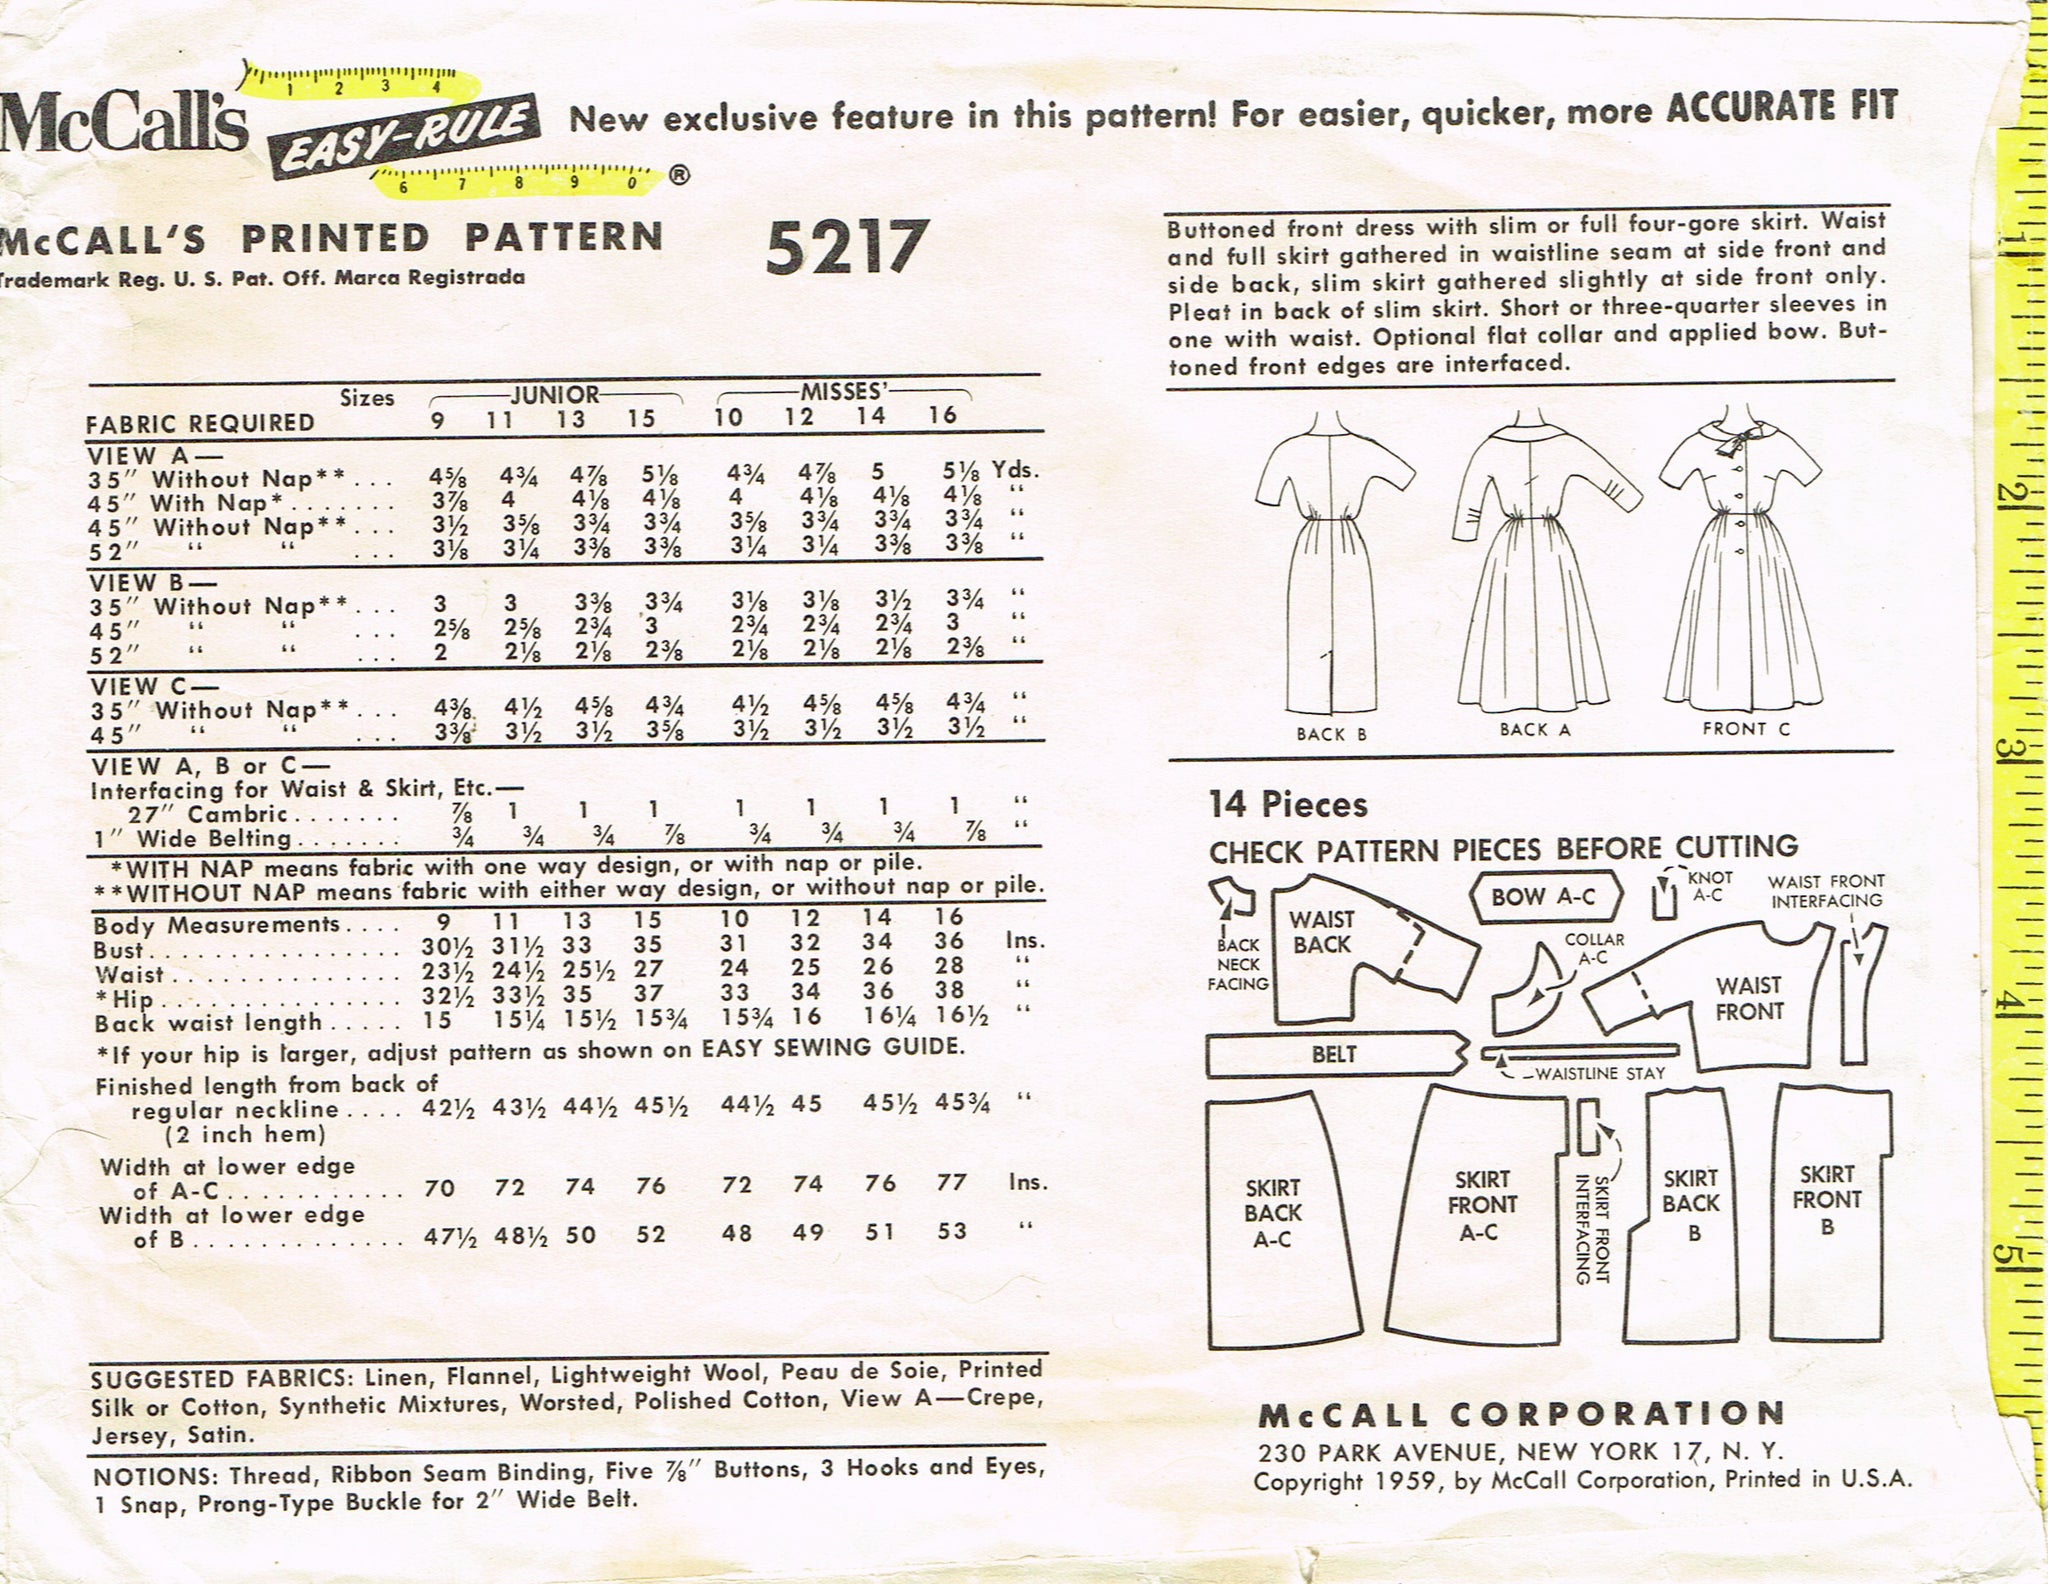 McCall's EASY-RULE ® New exclusive feature in this pattern! For easier, quicker, more ACCURATE FIT
1 2 3 4
6 7 8 9 0
McCALL'S PRINTED PATTERN 5217
Trademark Reg. U. S. Pat. Off. Marca Registrada
Sizes JUNIOR MISSES'
FABRIC REQUIRED 9 11 13 15 10 12 14 16
VIEW A—
35" Without Nap** ... 4⅝ 4¾ 4⅞ 5⅛ 4¾ 4⅞ 5 5⅛ Yds.
45" With Nap* ....... 3⅞ 4 4⅛ 4⅛ 4 4⅛ 4⅛ 4⅛ "
45" Without Nap** ... 3½ 3⅝ 3¾ 3¾ 3⅝ 3¾ 3¾ 3¾ "
52" " " ... 3⅛ 3¼ 3⅜ 3⅜ 3¼ 3¼ 3⅜ 3⅜ "
VIEW B—
35" Without Nap** ... 3 3 3⅜ 3¾ 3⅛ 3⅛ 3½ 3¾ "
45" " " ... 2⅝ 2⅝ 2¾ 3 2¾ 2¾ 2¾ 3 "
52" " " ... 2 2⅛ 2⅛ 2⅜ 2⅛ 2⅛ 2⅛ 2⅜ "
VIEW C—
35" Without Nap** ... 4⅜ 4½ 4⅝ 4¾ 4½ 4⅝ 4⅝ 4¾ "
45" " " ... 3⅜ 3½ 3½ 3⅝ 3½ 3½ 3½ 3½ "
VIEW A, B or C—
Interfacing for Waist & Skirt, Etc.—
27" Cambric ....... ⅞ 1 1 1 1 1 1 1 "
1" Wide Belting ....... ¾ ¾ ¾ ⅞ ¾ ¾ ¾ ⅞ "
*WITH NAP means fabric with one way design, or with nap or pile.
**WITHOUT NAP means fabric with either way design, or without nap or pile.
Body Measurements .... 9 11 13 15 10 12 14 16
Bust ................ 30½ 31½ 33 35 31 32 34 36 Ins.
Waist ............... 23½ 24½ 25½ 27 24 25 26 28 "
*Hip ................ 32½ 33½ 35 37 33 34 36 38 "
Back waist length ..... 15 15¼ 15½ 15¾ 15¾ 16 16¼ 16½ "
*If your hip is larger, adjust pattern as shown on EASY SEWING GUIDE.
Finished length from back of
regular neckline .... 42½ 43½ 44½ 45½ 44½ 45 45½ 45¾ "
(2 inch hem)
Width at lower edge
of A-C ........... 70 72 74 76 72 74 76 77 Ins.
Width at lower edge
of B ............. 47½ 48½ 50 52 48 49 51 53 "
SUGGESTED FABRICS: Linen, Flannel, Lightweight Wool, Peau de Soie, Printed
Silk or Cotton, Synthetic Mixtures, Worsted, Polished Cotton, View A—Crepe,
Jersey, Satin.
NOTIONS: Thread, Ribbon Seam Binding, Five ⅞" Buttons, 3 Hooks and Eyes,
1 Snap, Prong-Type Buckle for 2" Wide Belt.
Buttoned front dress with slim or full four-gore skirt. Waist
and full skirt gathered in waistline seam at side front and
side back, slim skirt gathered slightly at side front only.
Pleat in back of slim skirt. Short or three-quarter sleeves in
one with waist. Optional flat collar and applied bow. But-
toned front edges are interfaced.
BACK B BACK A FRONT C
14 Pieces
CHECK PATTERN PIECES BEFORE CUTTING
BACK
NECK
FACING
WAIST
BACK
BOW A-C
KNOT
A-C
WAIST FRONT
INTERFACING
COLLAR
A-C
WAIST
FRONT
BELT
WAISTLINE STAY
SKIRT
BACK
A-C
SKIRT
FRONT
A-C
SKIRT FRONT
INTERFACING
SKIRT
BACK
B
SKIRT
FRONT
B
McCALL CORPORATION
230 PARK AVENUE, NEW YORK 17, N. Y.
Copyright 1959, by McCall Corporation, Printed in U.S.A.
1
2
3
4
5